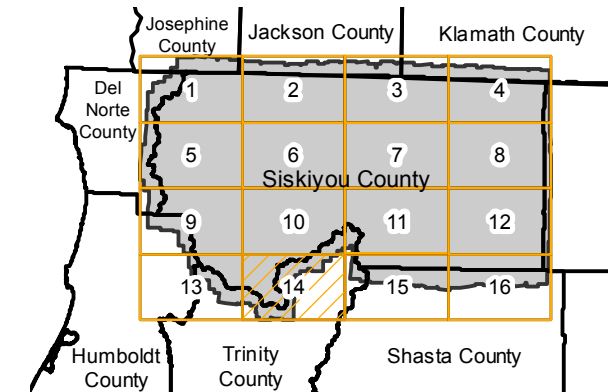 Josephine
County
Jackson County
Klamath County
Del
Norte
County
1
2
3
4
5
6
7
8
Siskiyou County
9
10
11
12
13
14
15
16
Humboldt
County
Trinity
County
Shasta County